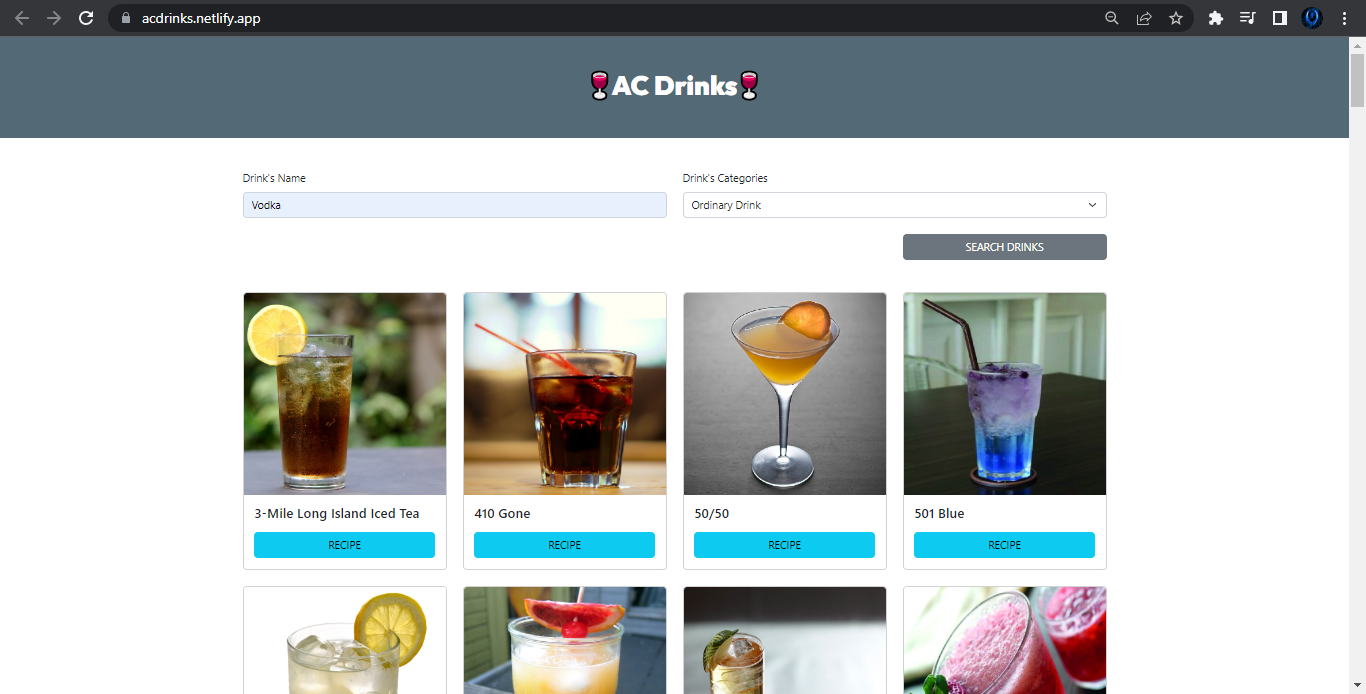 acdrinks.netlify.app
AC Drinks
Drink's Name
Drink's Categories
Vodka
Ordinary Drink
SEARCH DRINKS
3-Mile Long Island Iced Tea
410 Gone
50/50
501 Blue
RECIPE
RECIPE
RECIPE
RECIPE